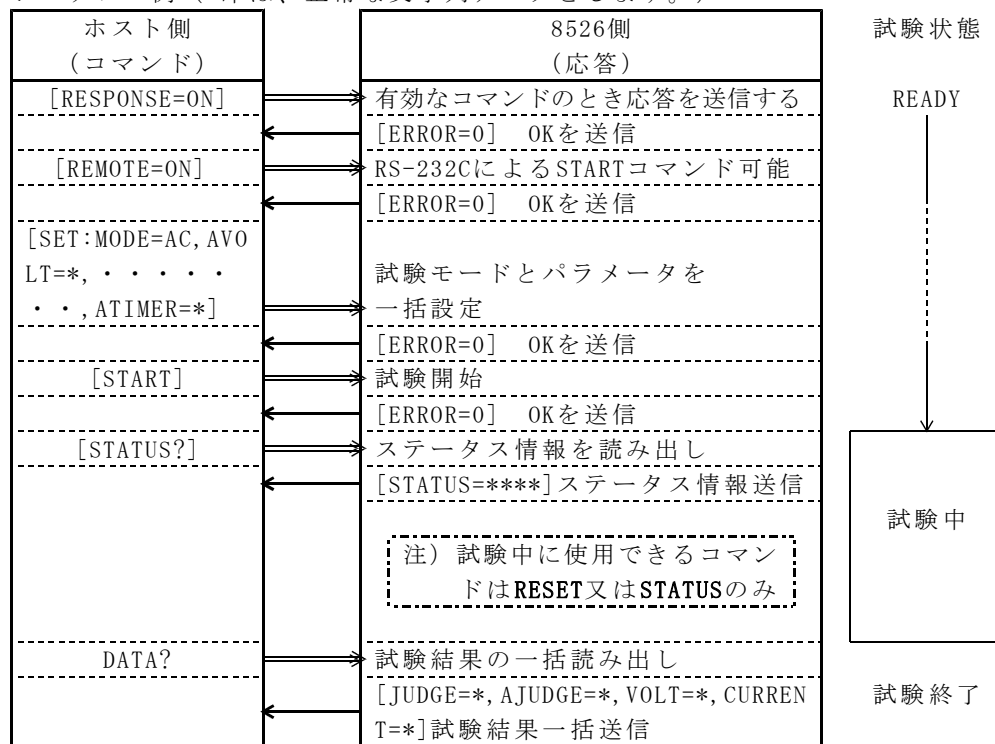 ホスト側
(コマンド)
8526側
(応答)
試験状態
[RESPONSE=ON]
有効なコマンドのとき応答を送信する
READY
[ERROR=0] OKを送信
[REMOTE=ON]
RS-232CによるSTARTコマンド可能
[ERROR=0] OKを送信
[SET:MODE=AC,AVO
LT=*,・・・・・
・・,ATIMER=*]
試験モードとパラメータを
一括設定
[ERROR=0] OKを送信
[START]
試験開始
[ERROR=0] OKを送信
[STATUS?]
ステータス情報を読み出し
[STATUS=****]ステータス情報送信
試験中
注) 試験中に使用できるコマン
ドはRESET又はSTATUSのみ
DATA?
試験結果の一括読み出し
試験終了
[JUDGE=*,AJUDGE=*,VOLT=*,CURREN
T=*]試験結果一括送信